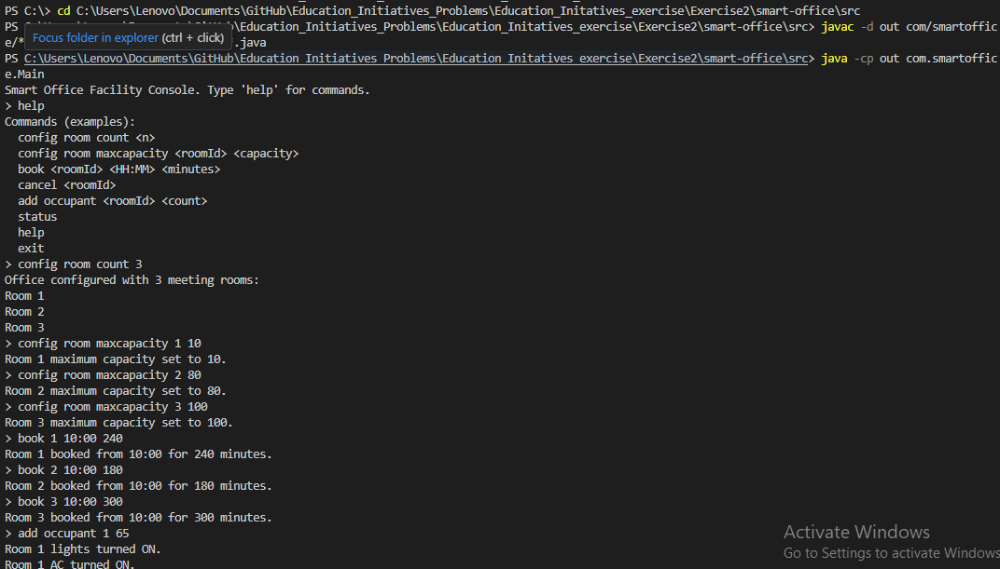 PS C:\> cd C:\Users\Lenovo\Documents\GitHub\Education_Initiatives_Problems\Education_Initatives_exercise\Exercise2\smart-office\src
PS \Education_Initiatives_Problems\Education_Initatives_exercise\Exercise2\smart-office\src> javac -d out com/smartoffic
Focus folder in explorer (ctrl + click)
e/* .java
PS C:\Users\Lenovo\Documents\GitHub\Education_Initiatives_Problems\Education_Initatives_exercise\Exercise2\smart-office\src> java -cp out com.smartoffic
e.Main
Smart Office Facility Console. Type 'help' for commands.
> help
Commands (examples):
config room count <n>
config room maxcapacity <roomId> <capacity>
book <roomId> <HH:MM> <minutes>
cancel <roomId>
add occupant <roomId> <count>
status
help
exit
> config room count 3
Office configured with 3 meeting rooms:
Room 1
Room 2
Room 3
> config room maxcapacity 1 10
Room 1 maximum capacity set to 10.
> config room maxcapacity 2 80
Room 2 maximum capacity set to 80.
> config room maxcapacity 3 100
Room 3 maximum capacity set to 100.
> book 1 10:00 240
Room 1 booked from 10:00 for 240 minutes.
> book 2 10:00 180
Room 2 booked from 10:00 for 180 minutes.
> book 3 10:00 300
Room 3 booked from 10:00 for 300 minutes.
> add occupant 1 65
Room 1 lights turned ON.
Room 1 AC turned ON.
Activate Windows
Go to Settings to activate Windows